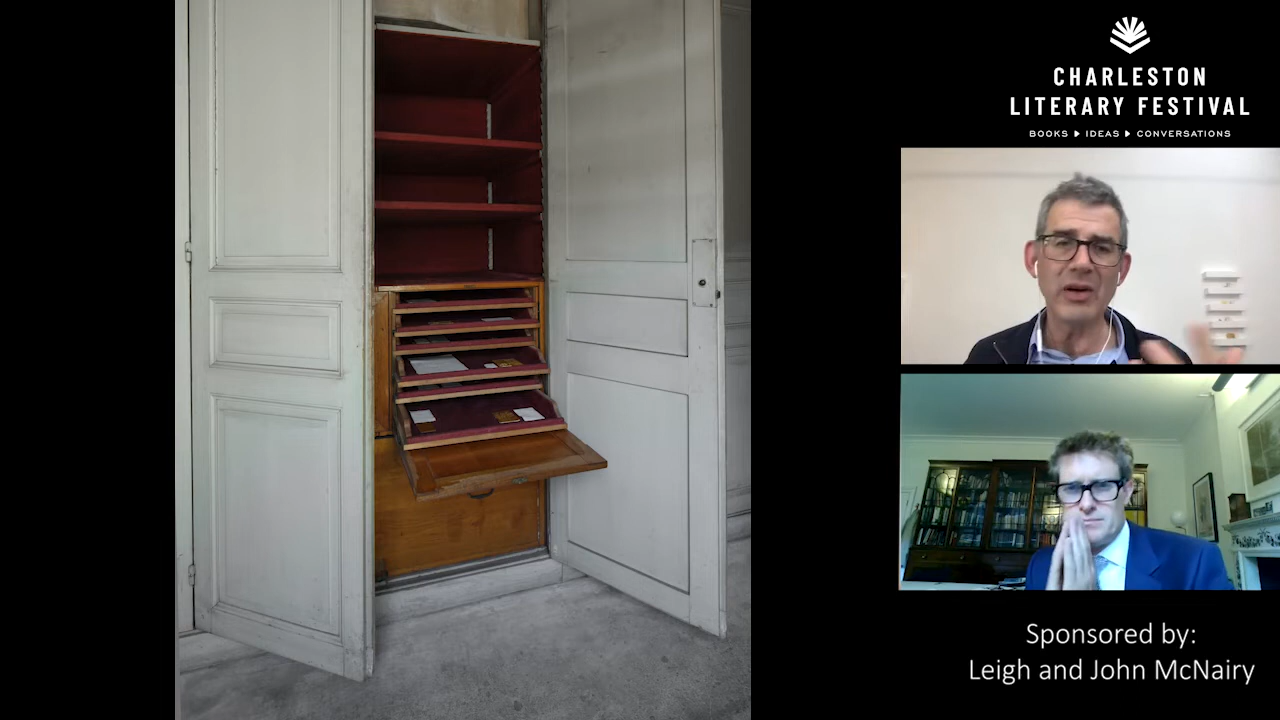 CHARLESTON
LITERARY FESTIVAL
BOOKS IDEAS CONVERSATIONS
Sponsored by:
Leigh and John McNairy